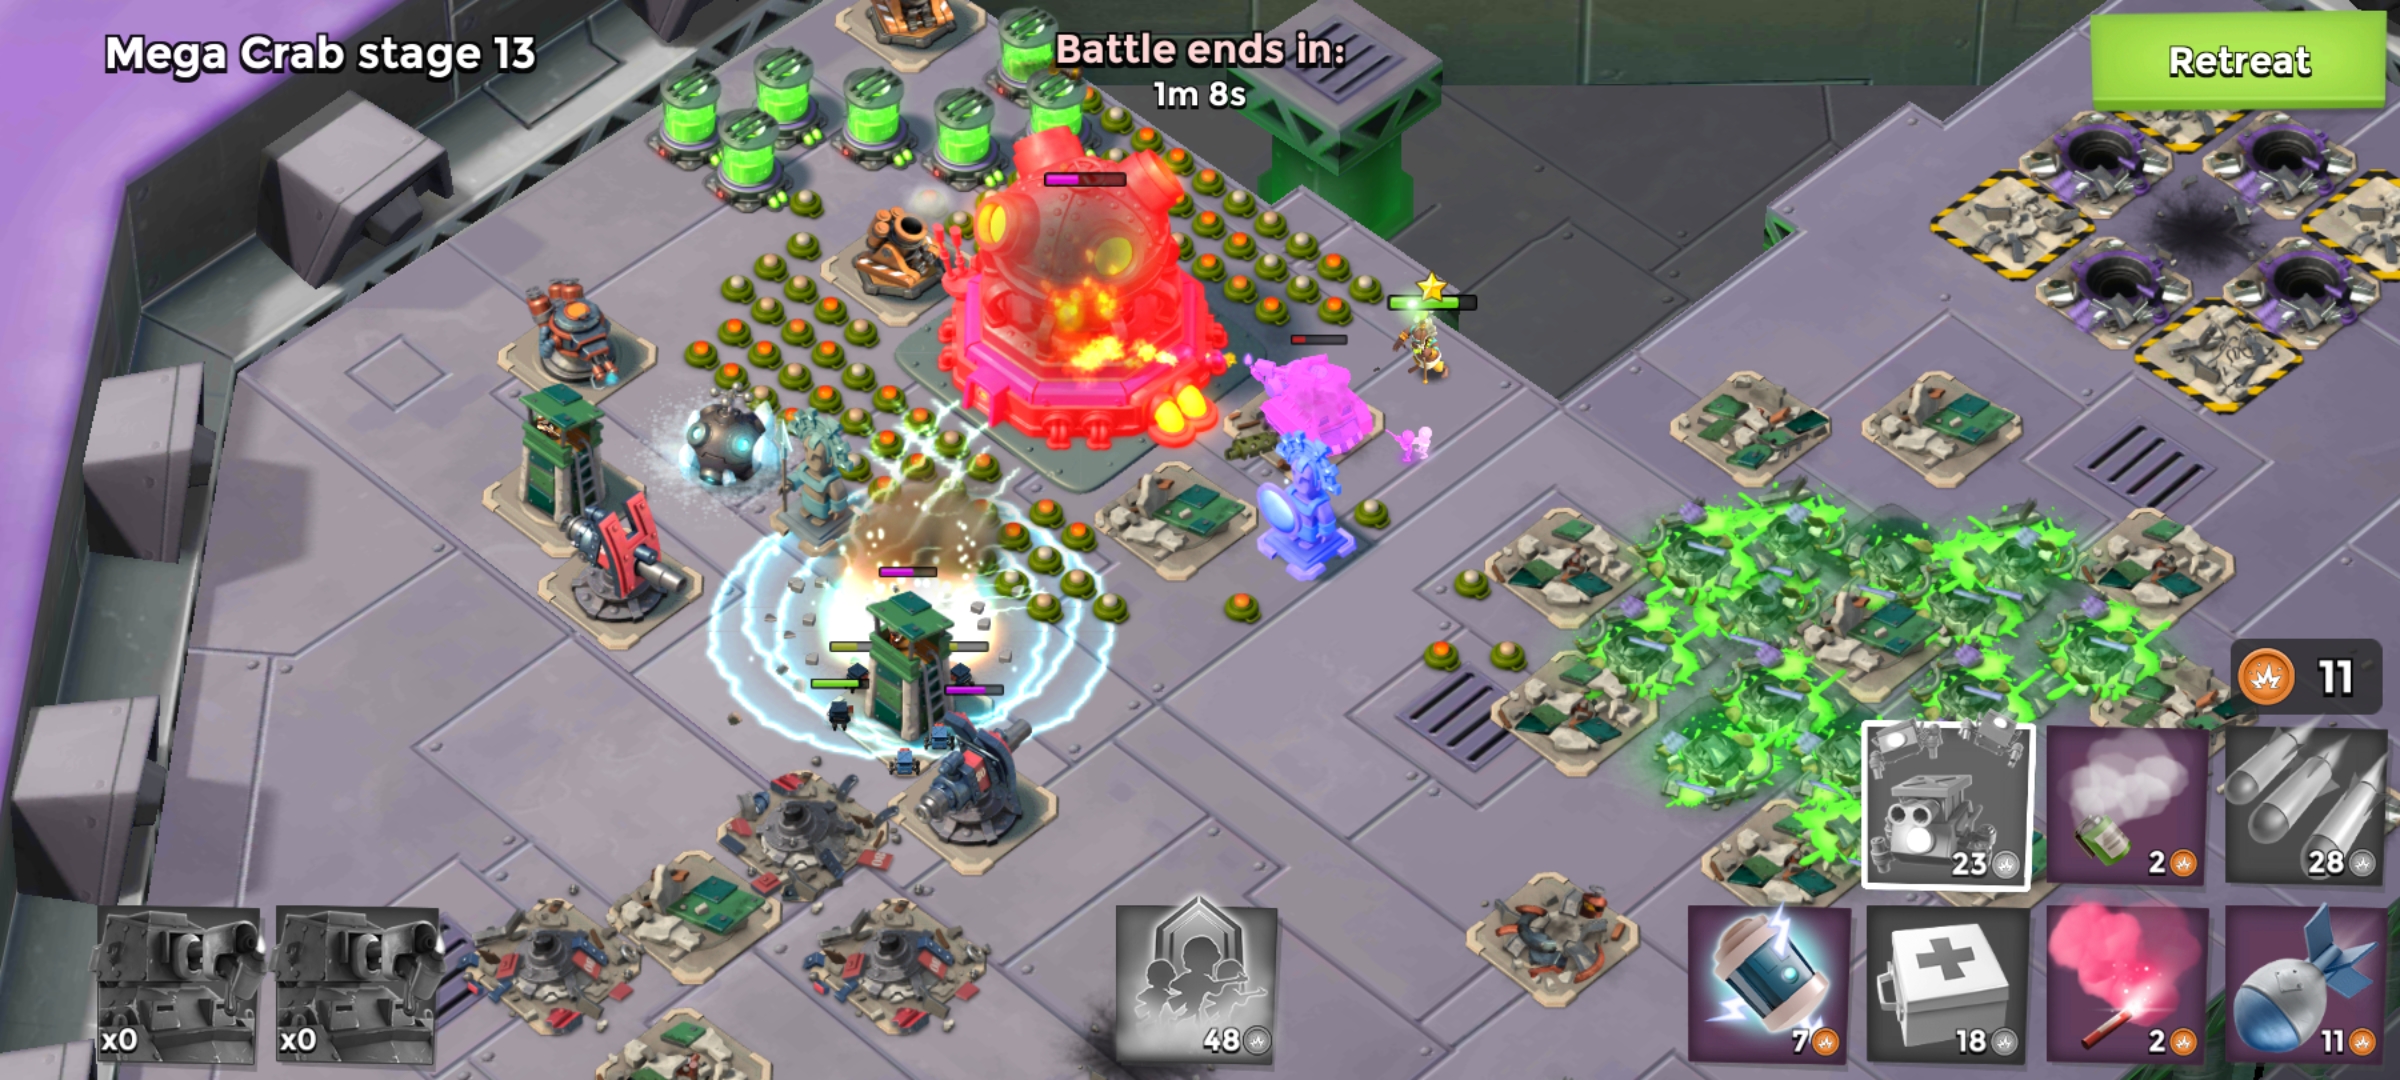 Mega Crab stage 13
Battle ends in:
1m 8s
Retreat
11
23
2
28
x0
x0
48
7
18
2
11